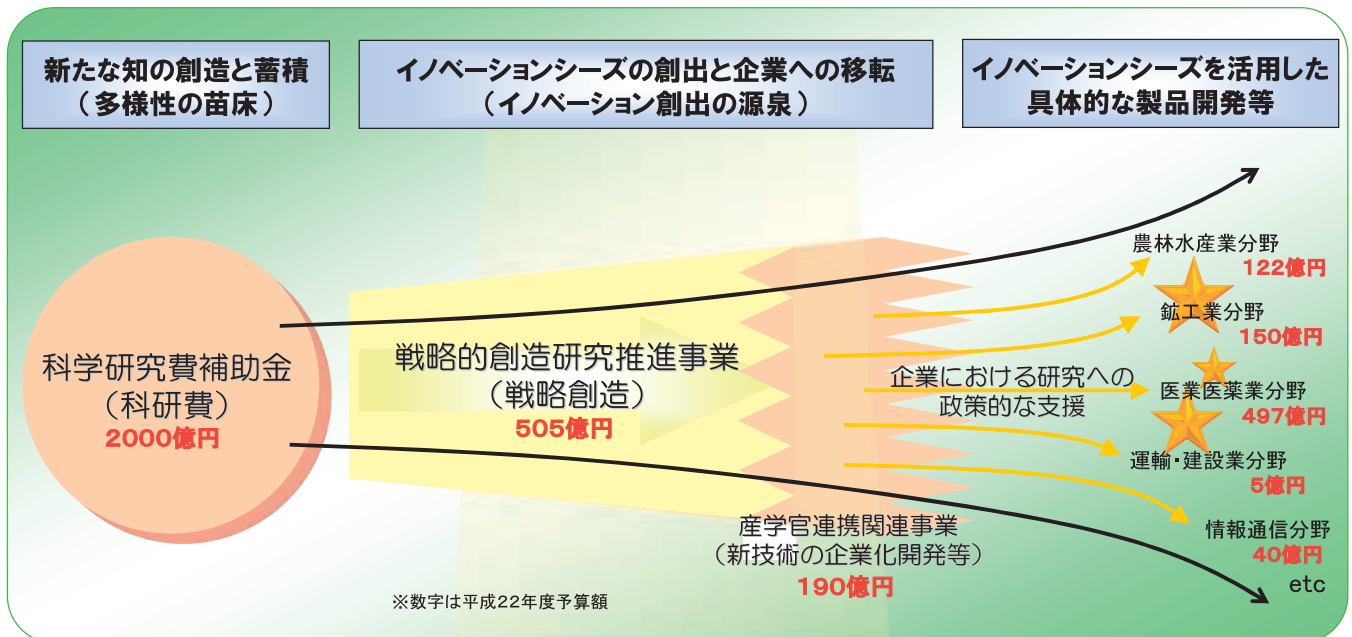 新たな知の創造と蓄積
（多様性の苗床）
イノベーションシーズの創出と企業への移転
（イノベーション創出の源泉）
イノベーションシーズを活用した
具体的な製品開発等
科学研究費補助金
（科研費）
2000億円
戦略的創造研究推進事業
（戦略創造）
505億円
企業における研究への
政策的な支援
農林水産業分野
122億円
鉱工業分野
150億円
医業医薬業分野
497億円
運輸・建設業分野
5億円
情報通信分野
40億円
etc
産学官連携関連事業
（新技術の企業化開発等）
190億円
※数字は平成22年度予算額